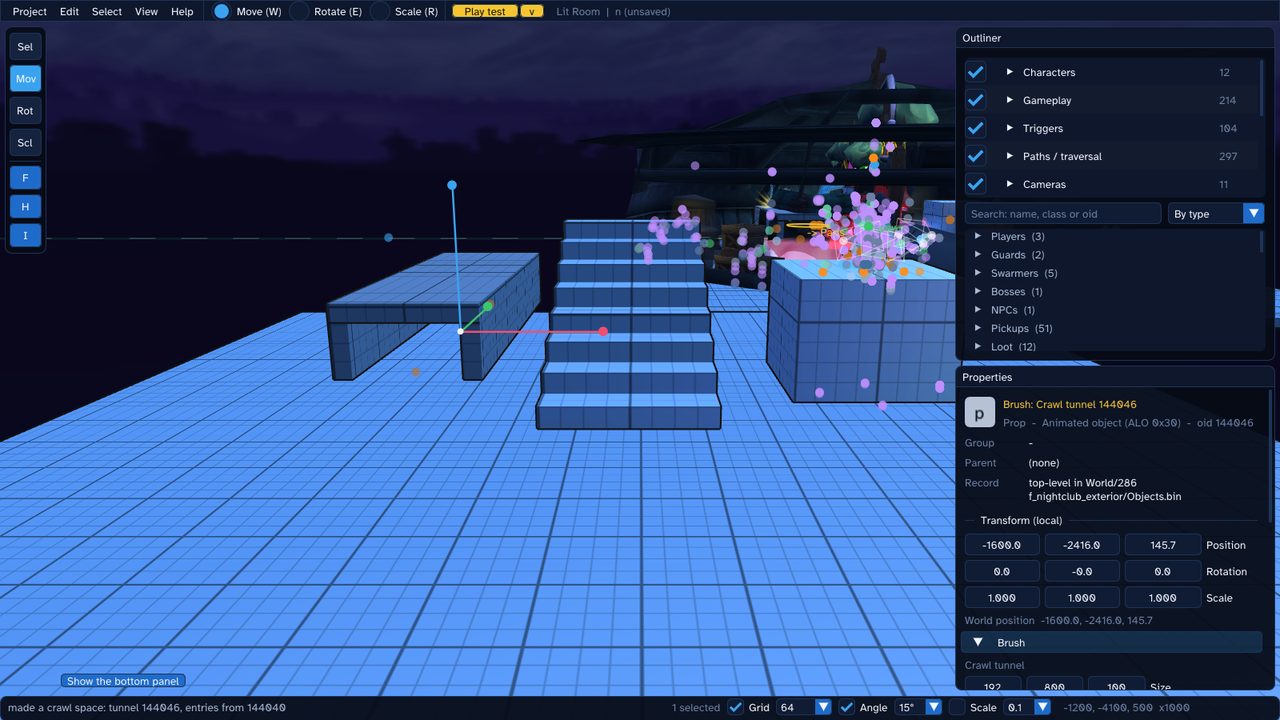 Project Edit Select View Help Move (W) Rotate (E) Scale (R) Play test v Lit Room | n (unsaved)
Sel
Mov
Rot
Scl
F
H
I
Outliner
Characters 12
Gameplay 214
Triggers 104
Paths / traversal 297
Cameras 11
Search: name, class or oid By type
Players (3)
Guards (2)
Swarmers (5)
Bosses (1)
NPCs (1)
Pickups (51)
Loot (12)
Properties
p
Brush: Crawl tunnel 144046
Prop - Animated object (ALO 0x30) - oid 144046
Group -
Parent (none)
Record top-level in World/286
f_nightclub_exterior/Objects.bin
Transform (local)
-1600.0 -2416.0 145.7 Position
0.0 -0.0 0.0 Rotation
1.000 1.000 1.000 Scale
World position -1600.0, -2416.0, 145.7
Brush
Crawl tunnel
192 800 100 Size
Show the bottom panel
made a crawl space: tunnel 144046, entries from 144040 1 selected Grid 64 Angle 15° Scale 0.1 -1200, -4100, 500 x1000